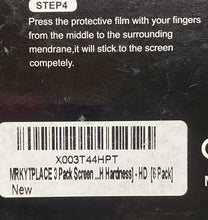 STEP4
Press the protective film with your fingers
from the middle to the surrounding
mendrane,it will stick to the screen
competely.
X003T44HPT
MRKYTPLACE 3 Pack Screen ...H Hardness] - HD [6 Pack]
New